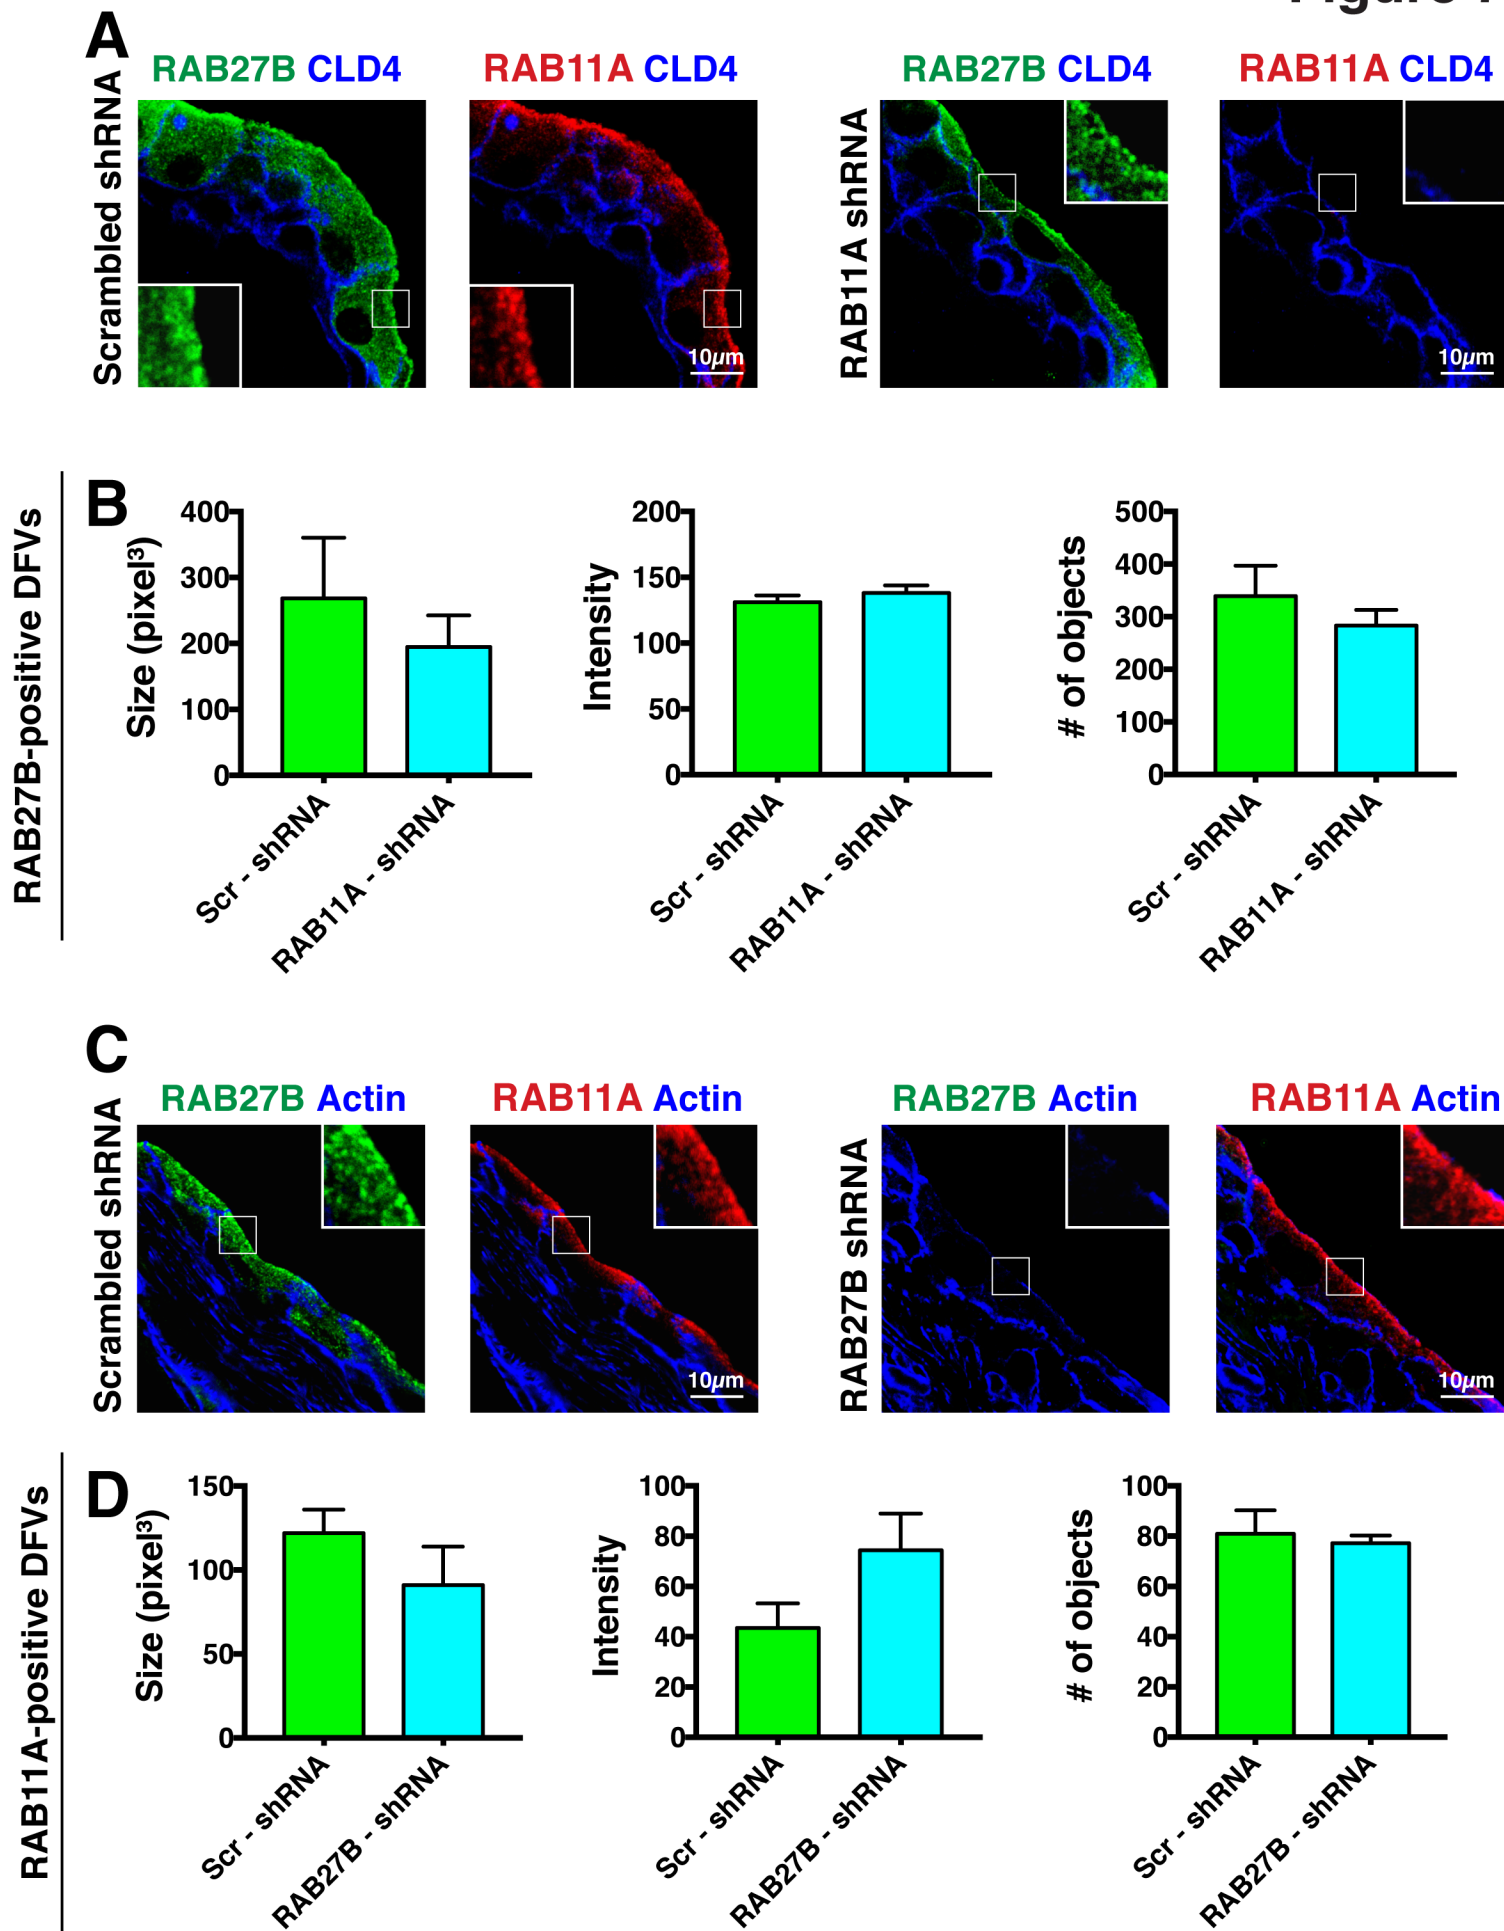 A
RAB27B CLD4
RAB11A CLD4
RAB27B CLD4
RAB11A CLD4
Scrambled shRNA
10µm
RAB11A shRNA
10µm
RAB27B-positive DFVs
B
Size (pixel³)
400
300
200
100
0
Scr - shRNA
RAB11A - shRNA
Intensity
200
150
100
50
0
Scr - shRNA
RAB11A - shRNA
# of objects
500
400
300
200
100
0
Scr - shRNA
RAB11A - shRNA
C
RAB27B Actin
RAB11A Actin
RAB27B Actin
RAB11A Actin
Scrambled shRNA
10µm
RAB27B shRNA
10µm
RAB11A-positive DFVs
D
Size (pixel³)
150
100
50
0
Scr - shRNA
RAB27B - shRNA
Intensity
100
80
60
40
20
0
Scr - shRNA
RAB27B - shRNA
# of objects
100
80
60
40
20
0
Scr - shRNA
RAB27B - shRNA